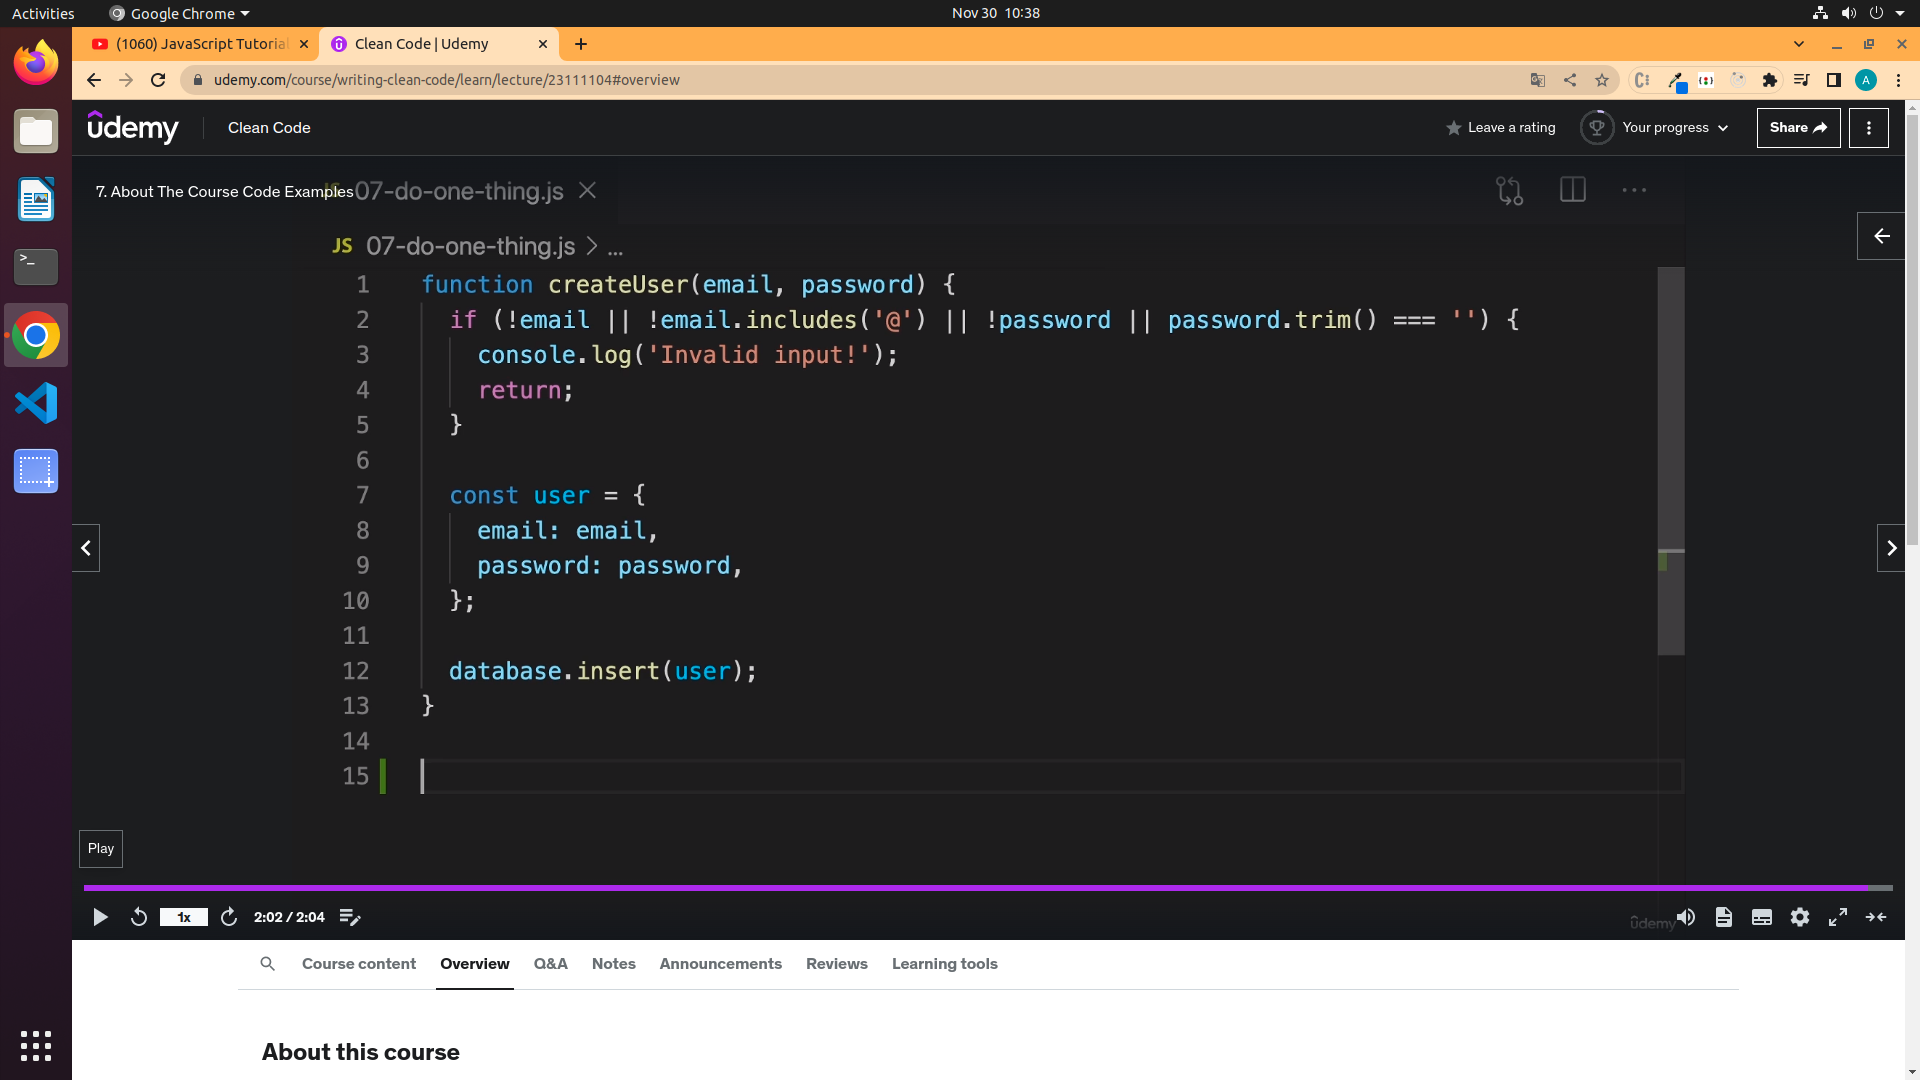 Activities
Google Chrome
Nov 30 10:38
(1060) JavaScript Tutorial
Clean Code | Udemy
udemy.com/course/writing-clean-code/learn/lecture/23111104#overview
A
udemy
Clean Code
Leave a rating
Your progress
Share
7. About The Course Code Examples
07-do-one-thing.js
JS 07-do-one-thing.js > ...
1 function createUser(email, password) {
2 if (!email || !email.includes('@') || !password || password.trim() === '') {
3 console.log('Invalid input!');
4 return;
5 }
6
7 const user = {
8 email: email,
9 password: password,
10 };
11
12 database.insert(user);
13 }
14
15
Play
1x
2:02 / 2:04
udemy
Course content
Overview
Q&A
Notes
Announcements
Reviews
Learning tools
About this course